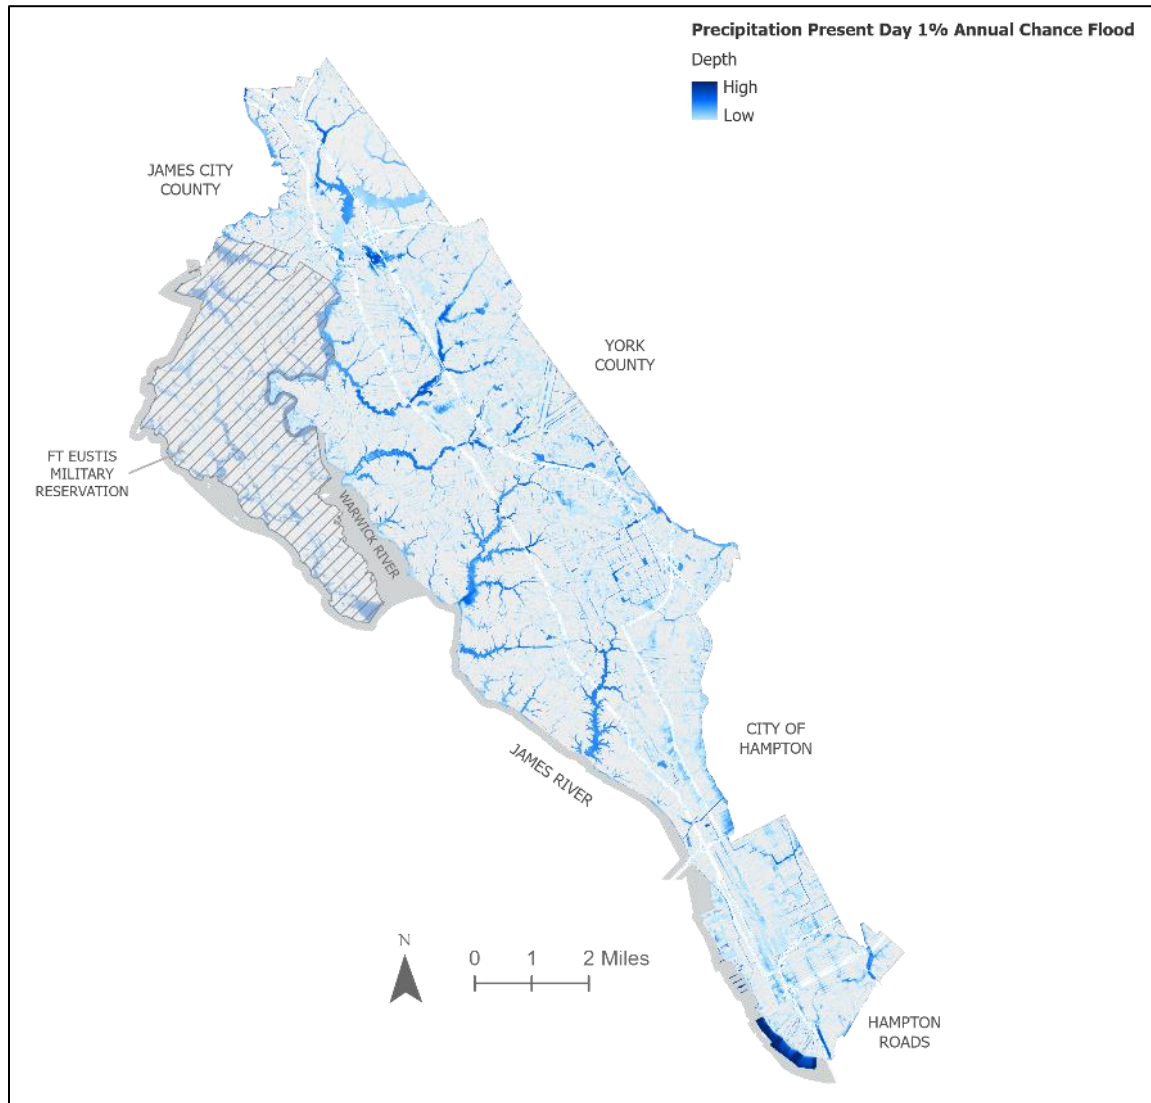 Precipitation Present Day 1% Annual Chance Flood
Depth
High
Low
JAMES CITY
COUNTY
YORK
COUNTY
FT EUSTIS
MILITARY
RESERVATION
WARWICK RIVER
CITY OF
HAMPTON
JAMES RIVER
N
0 1 2 Miles
HAMPTON
ROADS